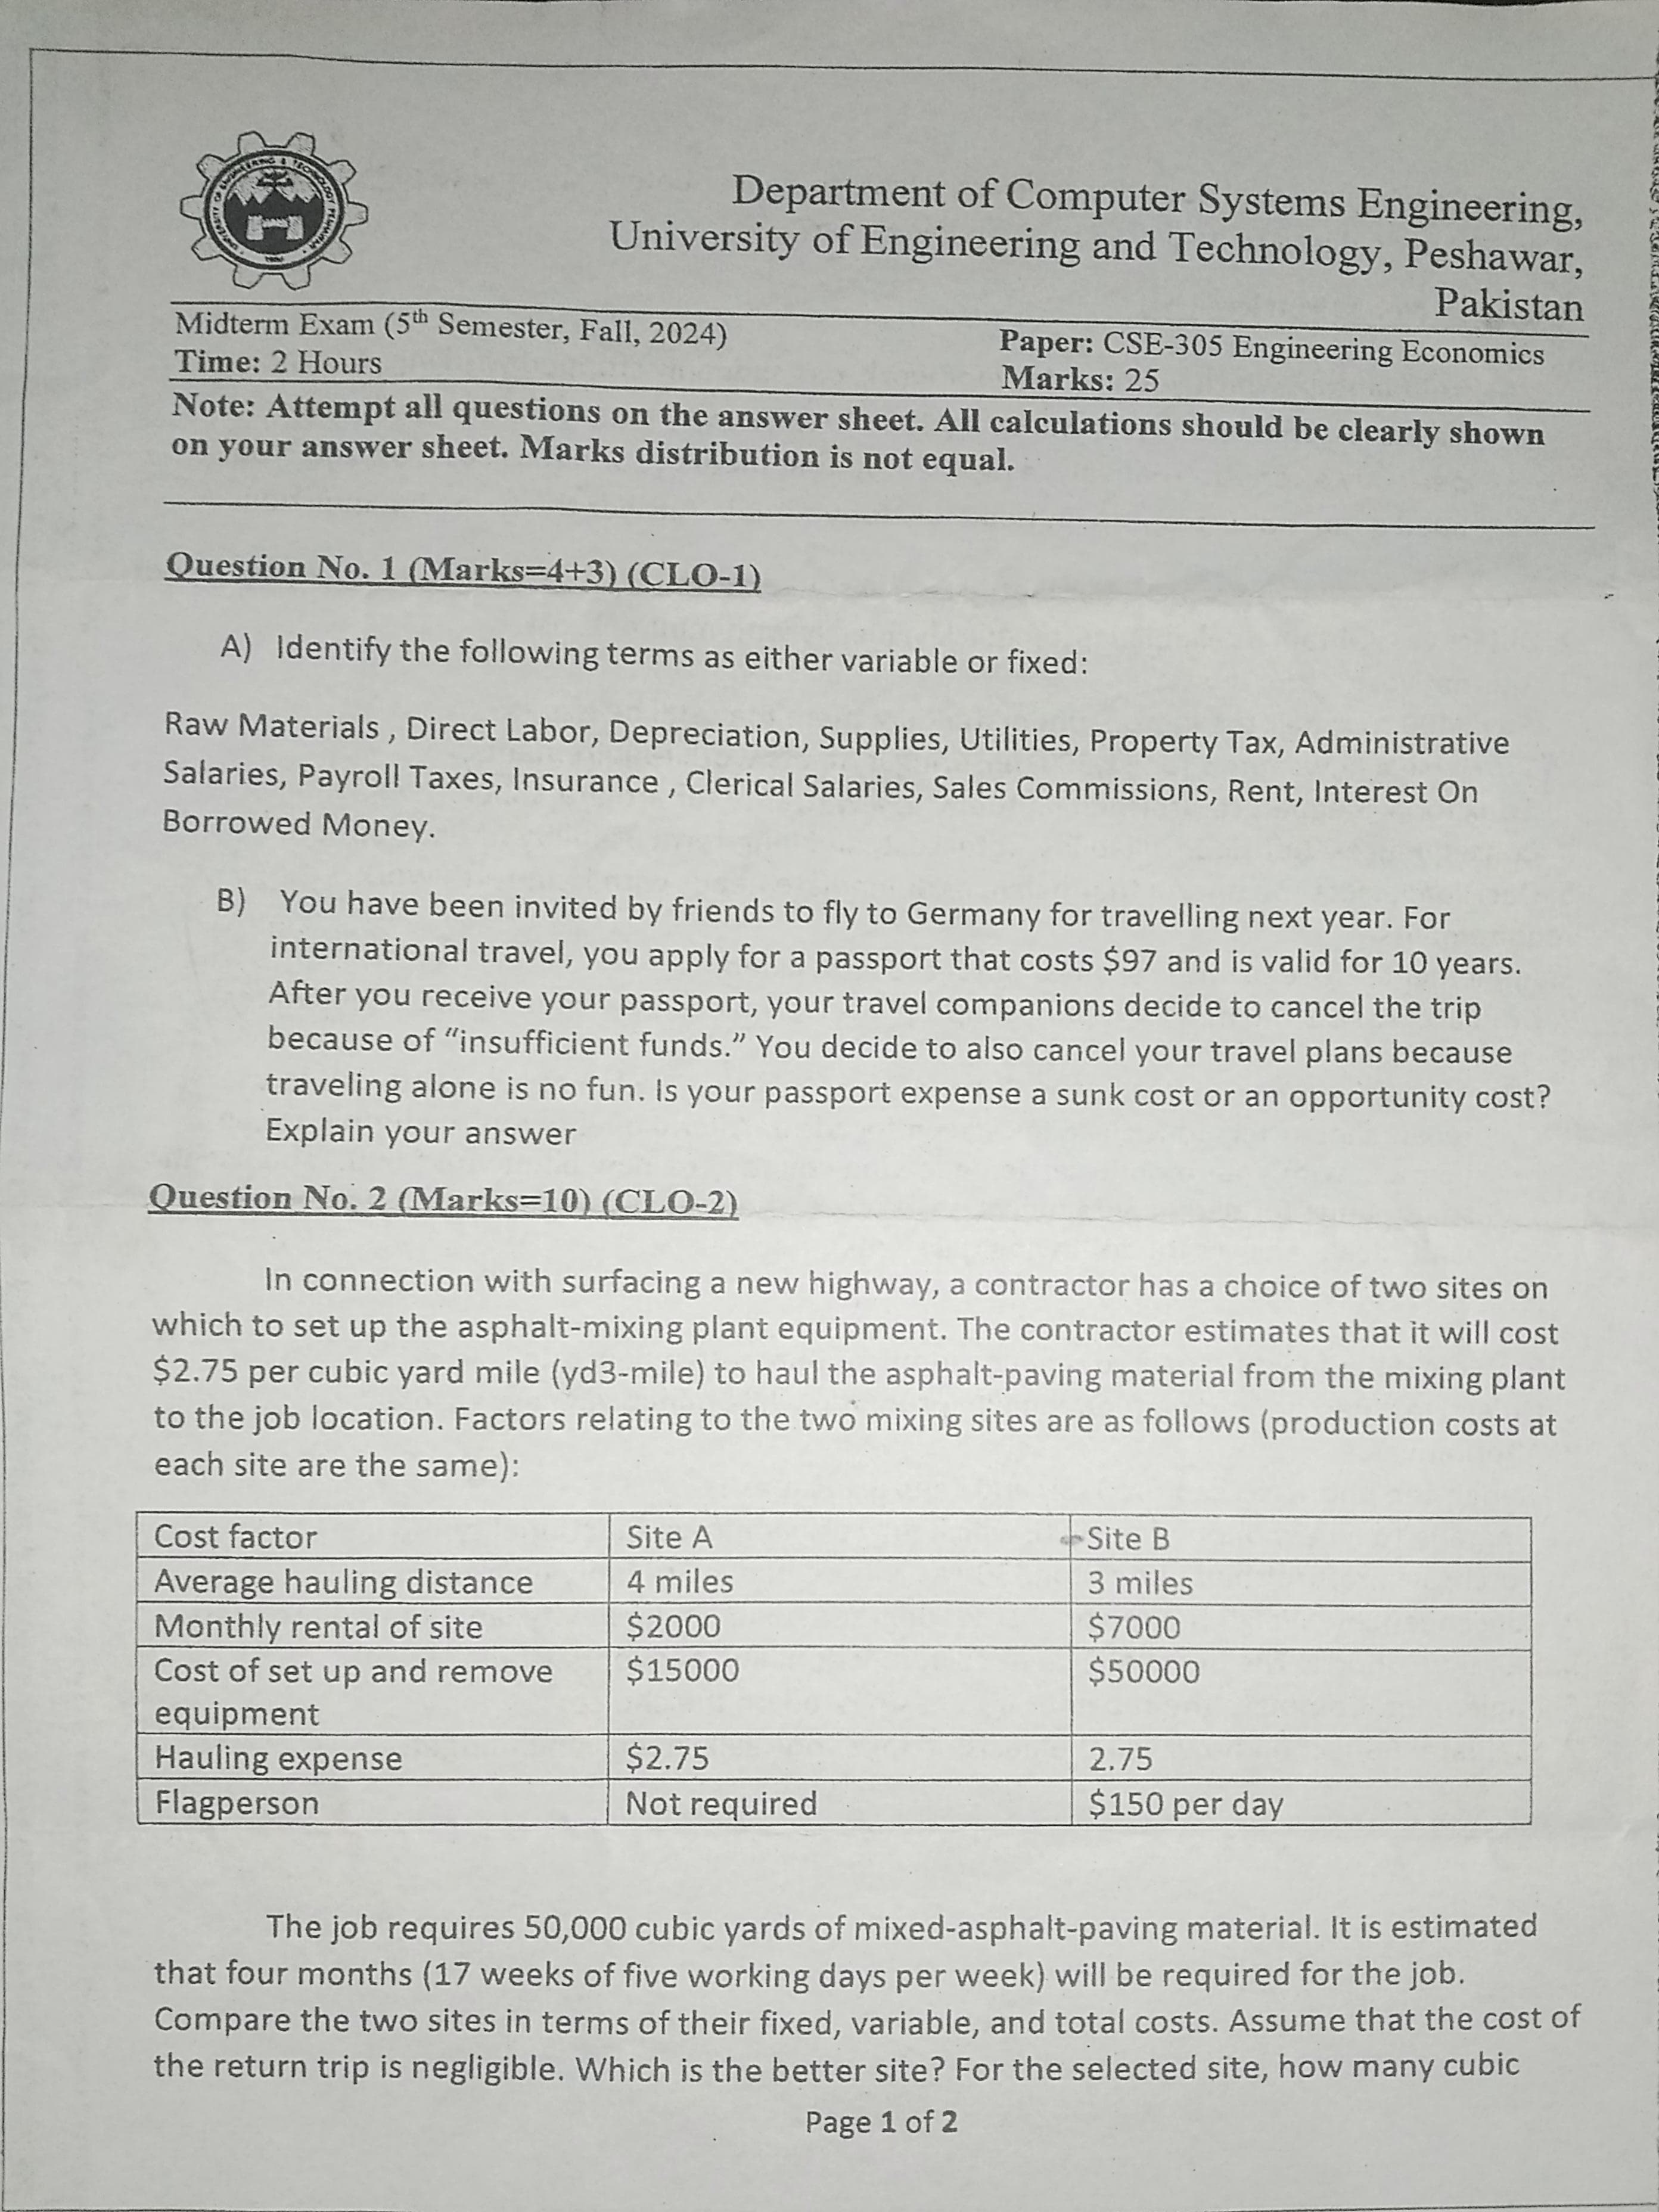 UNIVERSITY OF ENGINEERING & TECHNOLOGY PESHAWAR
Department of Computer Systems Engineering,
University of Engineering and Technology, Peshawar,
Pakistan
Midterm Exam (5th Semester, Fall, 2024)
Paper: CSE-305 Engineering Economics
Time: 2 Hours
Marks: 25
Note: Attempt all questions on the answer sheet. All calculations should be clearly shown
on your answer sheet. Marks distribution is not equal.
Question No. 1 (Marks=4+3) (CLO-1)
A) Identify the following terms as either variable or fixed:
Raw Materials , Direct Labor, Depreciation, Supplies, Utilities, Property Tax, Administrative
Salaries, Payroll Taxes, Insurance , Clerical Salaries, Sales Commissions, Rent, Interest On
Borrowed Money.
B) You have been invited by friends to fly to Germany for travelling next year. For
international travel, you apply for a passport that costs $97 and is valid for 10 years.
After you receive your passport, your travel companions decide to cancel the trip
because of “insufficient funds.” You decide to also cancel your travel plans because
traveling alone is no fun. Is your passport expense a sunk cost or an opportunity cost?
Explain your answer
Question No. 2 (Marks=10) (CLO-2)
In connection with surfacing a new highway, a contractor has a choice of two sites on
which to set up the asphalt-mixing plant equipment. The contractor estimates that it will cost
$2.75 per cubic yard mile (yd3-mile) to haul the asphalt-paving material from the mixing plant
to the job location. Factors relating to the two mixing sites are as follows (production costs at
each site are the same):
Cost factor Site A Site B
Average hauling distance 4 miles 3 miles
Monthly rental of site $2000 $7000
Cost of set up and remove $15000 $50000
equipment
Hauling expense $2.75 2.75
Flagperson Not required $150 per day
The job requires 50,000 cubic yards of mixed-asphalt-paving material. It is estimated
that four months (17 weeks of five working days per week) will be required for the job.
Compare the two sites in terms of their fixed, variable, and total costs. Assume that the cost of
the return trip is negligible. Which is the better site? For the selected site, how many cubic
Page 1 of 2